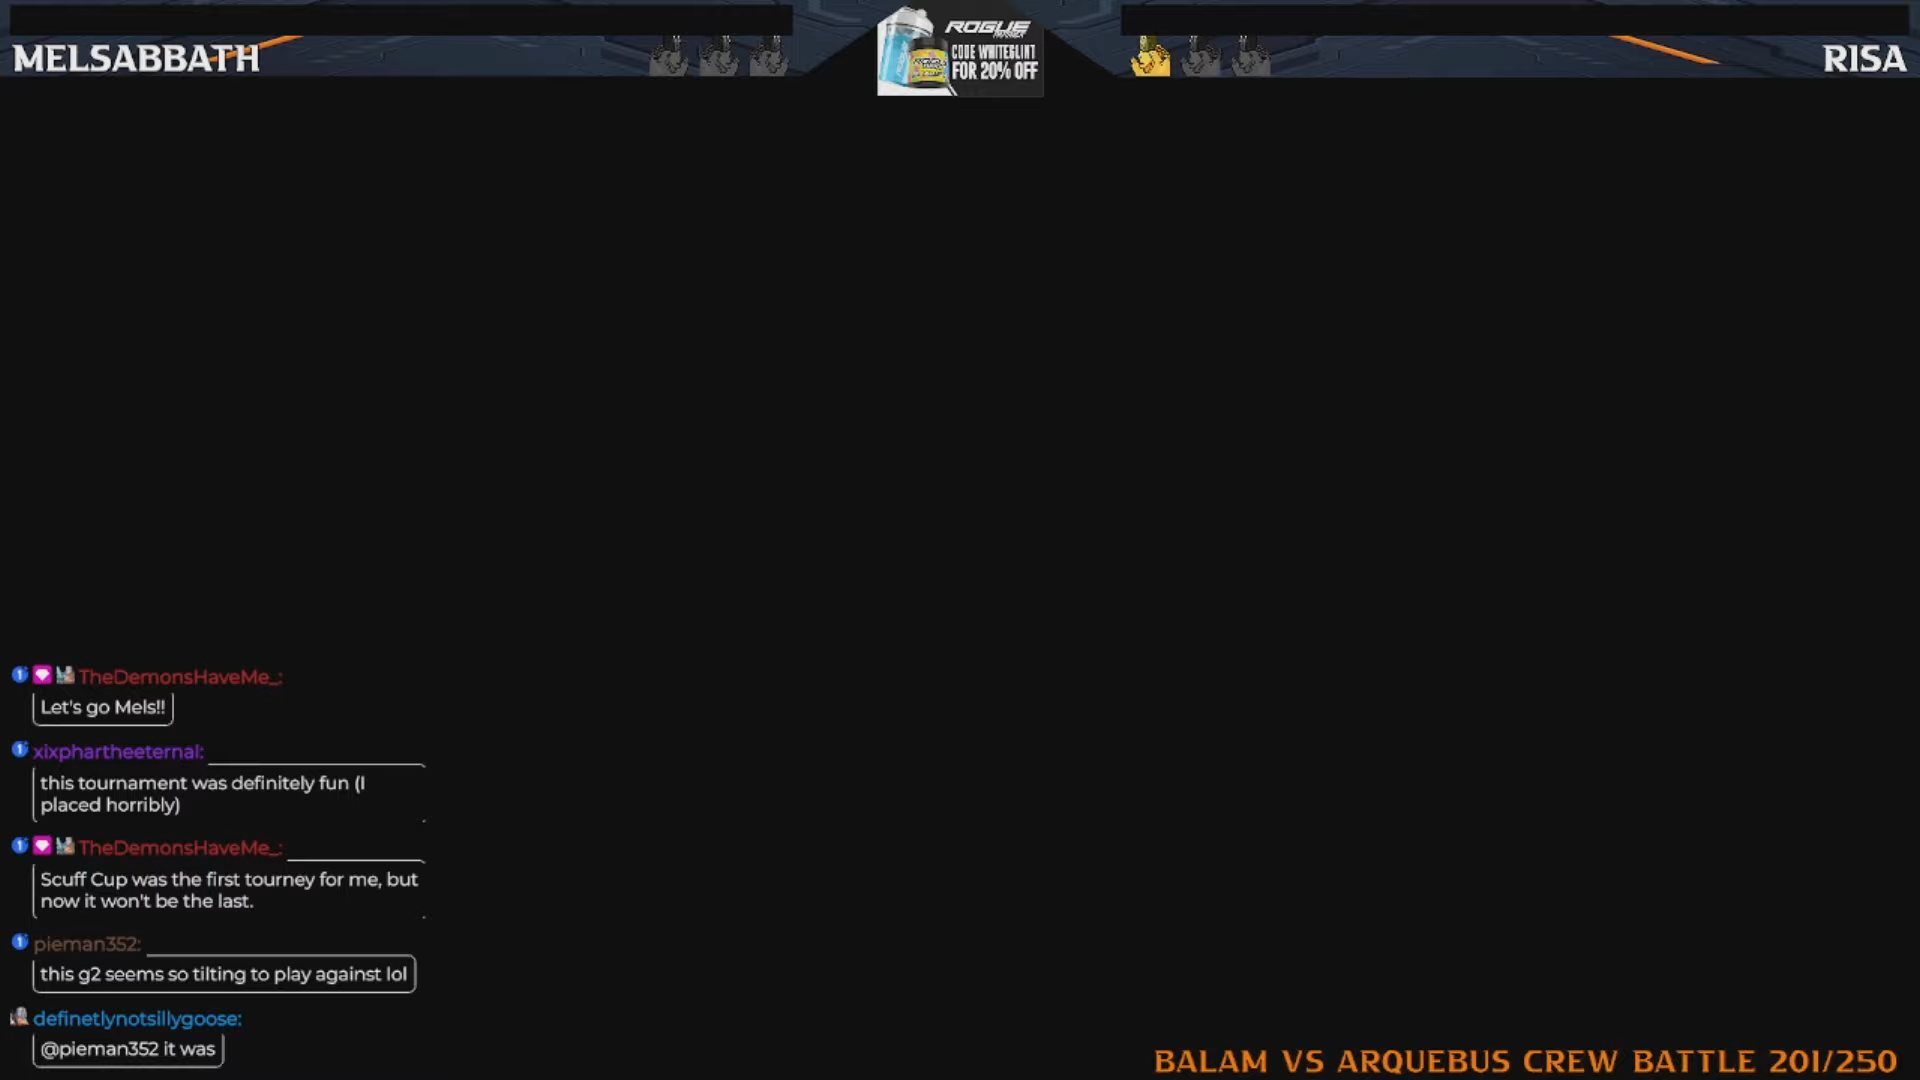 MELSABBATH
ROGUE
CODE WHITEGLINT
FOR 20% OFF
RISA
TheDemonsHaveMe_:
Let's go Mels!!
xixphartheeternal:
this tournament was definitely fun (I
placed horribly)
TheDemonsHaveMe_:
Scuff Cup was the first tourney for me, but
now it won't be the last.
pieman352:
this g2 seems so tilting to play against lol
definetlynotsillygoose:
@pieman352 it was
BALAM VS ARQUEBUS CREW BATTLE 201/250